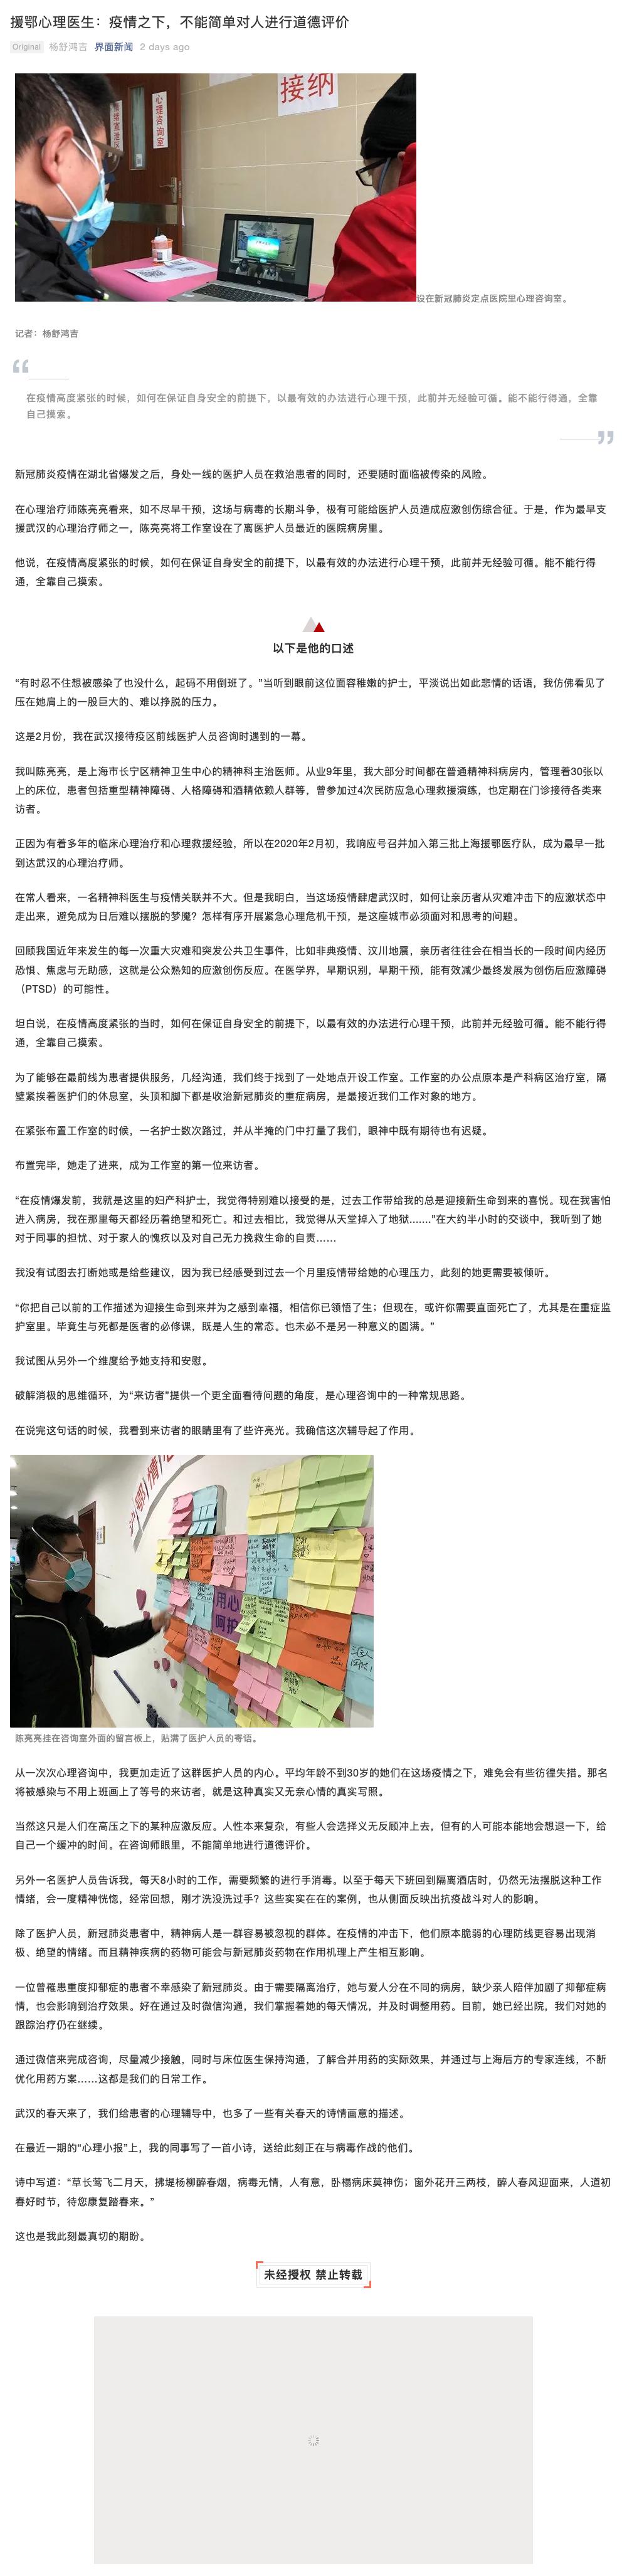 援鄂心理医生：疫情之下，不能简单对人进行道德评价
Original 杨舒鸿吉 界面新闻 2 days ago
接纳
心理咨询室
设在新冠肺炎定点医院里心理咨询室。
记者：杨舒鸿吉
在疫情高度紧张的时候，如何在保证自身安全的前提下，以最有效的办法进行心理干预，此前并无经验可循。能不能行得通，全靠
自己摸索。
新冠肺炎疫情在湖北省爆发之后，身处一线的医护人员在救治患者的同时，还要随时面临被传染的风险。
在心理治疗师陈亮亮看来，如不尽早干预，这场与病毒的长期斗争，极有可能给医护人员造成应激创伤综合征。于是，作为最早支
援武汉的心理治疗师之一，陈亮亮将工作室设在了离医护人员最近的医院病房里。
他说，在疫情高度紧张的时候，如何在保证自身安全的前提下，以最有效的办法进行心理干预，此前并无经验可循。能不能行得
通，全靠自己摸索。
以下是他的口述
“有时忍不住想被感染了也没什么，起码不用倒班了。”当听到眼前这位面容稚嫩的护士，平淡说出如此悲情的话语，我仿佛看见了
压在她肩上的一股巨大的、难以挣脱的压力。
这是2月份，我在武汉接待疫区前线医护人员咨询时遇到的一幕。
我叫陈亮亮，是上海市长宁区精神卫生中心的精神科主治医师。从业9年里，我大部分时间都在普通精神科病房内，管理着30张以
上的床位，患者包括重型精神障碍、人格障碍和酒精依赖人群等，曾参加过4次民防应急心理救援演练，也定期在门诊接待各类来
访者。
正因为有着多年的临床心理治疗和心理救援经验，所以在2020年2月初，我响应号召并加入第三批上海援鄂医疗队，成为最早一批
到达武汉的心理治疗师。
在常人看来，一名精神科医生与疫情关联并不大。但是我明白，当这场疫情肆虐武汉时，如何让亲历者从灾难冲击下的应激状态中
走出来，避免成为日后难以摆脱的梦魇？怎样有序开展紧急心理危机干预，是这座城市必须面对和思考的问题。
回顾我国近年来发生的每一次重大灾难和突发公共卫生事件，比如非典疫情、汶川地震，亲历者往往会在相当长的一段时间内经历
恐惧、焦虑与无助感，这就是公众熟知的应激创伤反应。在医学界，早期识别，早期干预，能有效减少最终发展为创伤后应激障碍
（PTSD）的可能性。
坦白说，在疫情高度紧张的当时，如何在保证自身安全的前提下，以最有效的办法进行心理干预，此前并无经验可循。能不能行得
通，全靠自己摸索。
为了能够在最前线为患者提供服务，几经沟通，我们终于找到了一处地点开设工作室。工作室的办公点原本是产科病区治疗室，隔
壁紧挨着医护们的休息室，头顶和脚下都是收治新冠肺炎的重症病房，是最接近我们工作对象的地方。
在紧张布置工作室的时候，一名护士数次路过，并从半掩的门中打量了我们，眼神中既有期待也有迟疑。
布置完毕，她走了进来，成为工作室的第一位来访者。
“在疫情爆发前，我就是这里的妇产科护士，我觉得特别难以接受的是，过去工作带给我的总是迎接新生命到来的喜悦。现在我害怕
进入病房，我在那里每天都经历着绝望和死亡。和过去相比，我觉得从天堂掉入了地狱.......”在大约半小时的交谈中，我听到了她
对于同事的担忧、对于家人的愧疚以及对自己无力挽救生命的自责……
我没有试图去打断她或是给些建议，因为我已经感受到过去一个月里疫情带给她的心理压力，此刻的她更需要被倾听。
“你把自己以前的工作描述为迎接生命到来并为之感到幸福，相信你已领悟了生；但现在，或许你需要直面死亡了，尤其是在重症监
护室里。毕竟生与死都是医者的必修课，既是人生的常态。也未必不是另一种意义的圆满。”
我试图从另外一个维度给予她支持和安慰。
破解消极的思维循环，为“来访者”提供一个更全面看待问题的角度，是心理咨询中的一种常规思路。
在说完这句话的时候，我看到来访者的眼睛里有了些许亮光。我确信这次辅导起了作用。
用心
呵护
陈亮亮挂在咨询室外面的留言板上，贴满了医护人员的寄语。
从一次次心理咨询中，我更加走近了这群医护人员的内心。平均年龄不到30岁的她们在这场疫情之下，难免会有些彷徨失措。那名
将被感染与不用上班画上了等号的来访者，就是这种真实又无奈心情的真实写照。
当然这只是人们在高压之下的某种应激反应。人性本来复杂，有些人会选择义无反顾冲上去，但有的人可能本能地会想退一下，给
自己一个缓冲的时间。在咨询师眼里，不能简单地进行道德评价。
另外一名医护人员告诉我，每天8小时的工作，需要频繁的进行手消毒。以至于每天下班回到隔离酒店时，仍然无法摆脱这种工作
情绪，会一度精神恍惚，经常回想，刚才洗没洗过手？这些实实在在的案例，也从侧面反映出抗疫战斗对人的影响。
除了医护人员，新冠肺炎患者中，精神病人是一群容易被忽视的群体。在疫情的冲击下，他们原本脆弱的心理防线更容易出现消
极、绝望的情绪。而且精神疾病的药物可能会与新冠肺炎药物在作用机理上产生相互影响。
一位曾罹患重度抑郁症的患者不幸感染了新冠肺炎。由于需要隔离治疗，她与爱人分在不同的病房，缺少亲人陪伴加剧了抑郁症病
情，也会影响到治疗效果。好在通过及时微信沟通，我们掌握着她的每天情况，并及时调整用药。目前，她已经出院，我们对她的
跟踪治疗仍在继续。
通过微信来完成咨询，尽量减少接触，同时与床位医生保持沟通，了解合并用药的实际效果，并通过与上海后方的专家连线，不断
优化用药方案……这都是我们的日常工作。
武汉的春天来了，我们给患者的心理辅导中，也多了一些有关春天的诗情画意的描述。
在最近一期的“心理小报”上，我的同事写了一首小诗，送给此刻正在与病毒作战的他们。
诗中写道：“草长莺飞二月天，拂堤杨柳醉春烟，病毒无情，人有意，卧榻病床莫神伤；窗外花开三两枝，醉人春风迎面来，人道初
春好时节，待您康复踏春来。”
这也是我此刻最真切的期盼。
未经授权 禁止转载